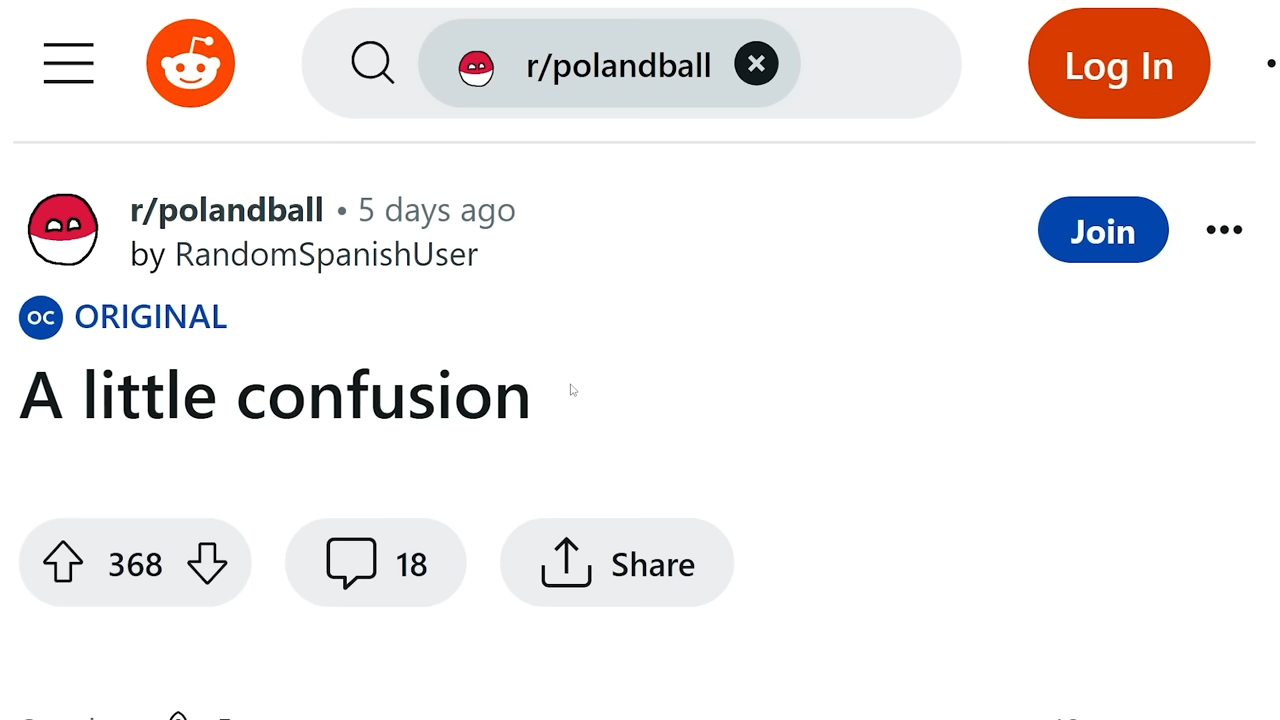 r/polandball
Log In
r/polandball • 5 days ago
by RandomSpanishUser
Join
OC ORIGINAL
A little confusion
368
18
Share